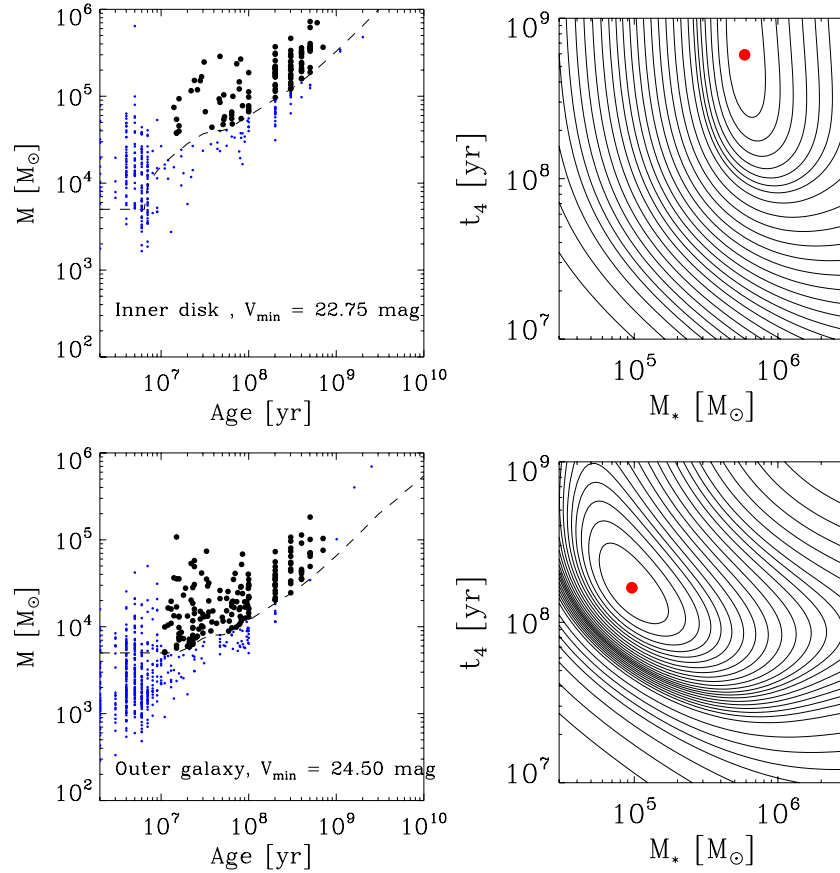 10⁶
10⁵
10⁴
10³
10²
M [M⊙]
Inner disk , Vmin = 22.75 mag
10⁷ 10⁸ 10⁹ 10¹⁰
Age [yr]
10⁹
10⁸
10⁷
t₄ [yr]
10⁵ 10⁶
M* [M⊙]
10⁶
10⁵
10⁴
10³
10²
M [M⊙]
Outer galaxy, Vmin = 24.50 mag
10⁷ 10⁸ 10⁹ 10¹⁰
Age [yr]
10⁹
10⁸
10⁷
t₄ [yr]
10⁵ 10⁶
M* [M⊙]